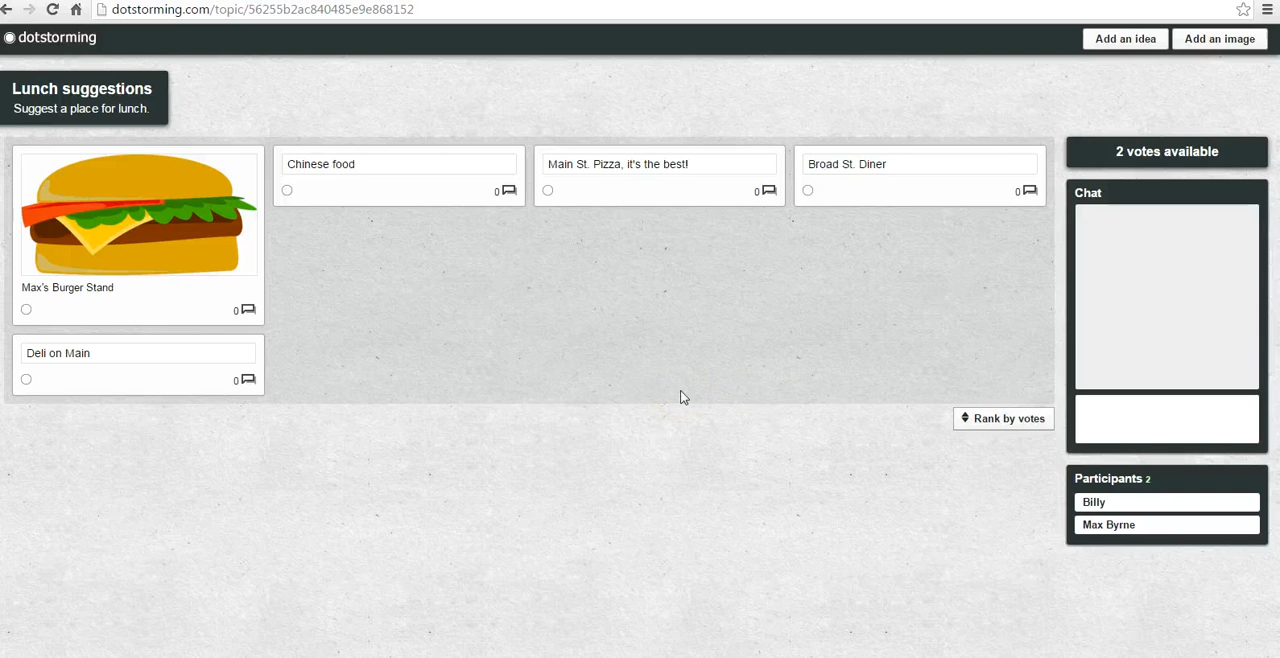 dotstorming.com/topic/56255b2ac840485e9e868152
dotstorming
Add an idea
Add an image
Lunch suggestions
Suggest a place for lunch.
Max's Burger Stand
0
Chinese food
0
Main St. Pizza, it's the best!
0
Broad St. Diner
0
Deli on Main
0
Rank by votes
2 votes available
Chat
Participants 2
Billy
Max Byrne